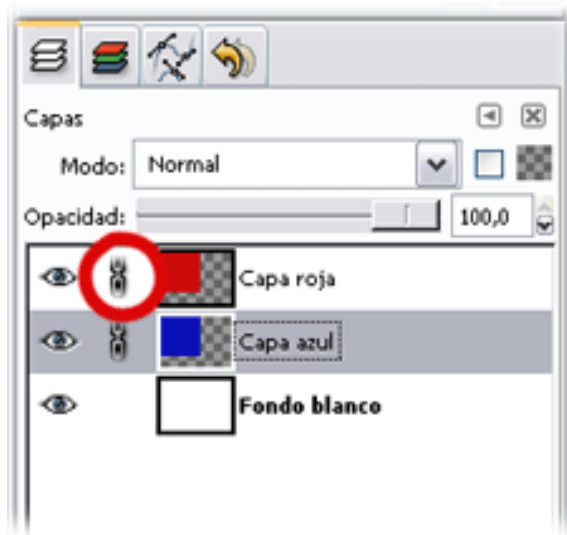 Capas
Modo: Normal
Opacidad: 100,0
Capa roja
Capa azul
Fondo blanco